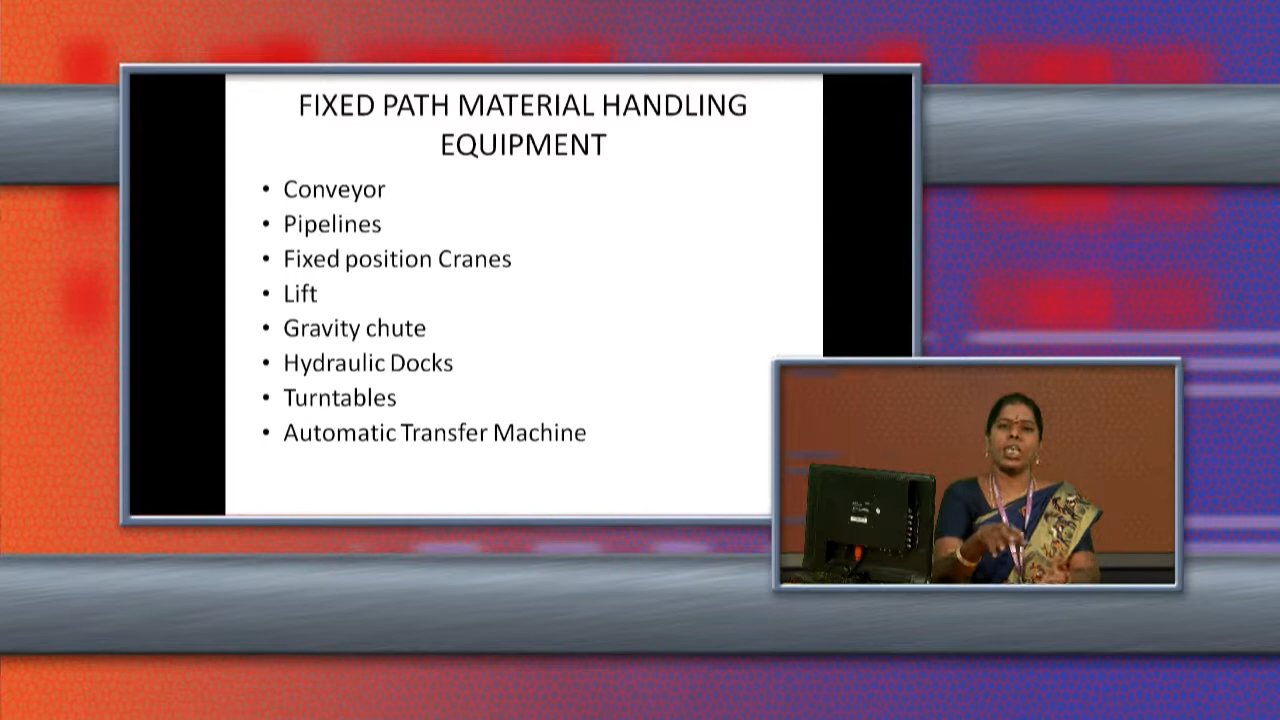 FIXED PATH MATERIAL HANDLING
EQUIPMENT
• Conveyor
• Pipelines
• Fixed position Cranes
• Lift
• Gravity chute
• Hydraulic Docks
• Turntables
• Automatic Transfer Machine